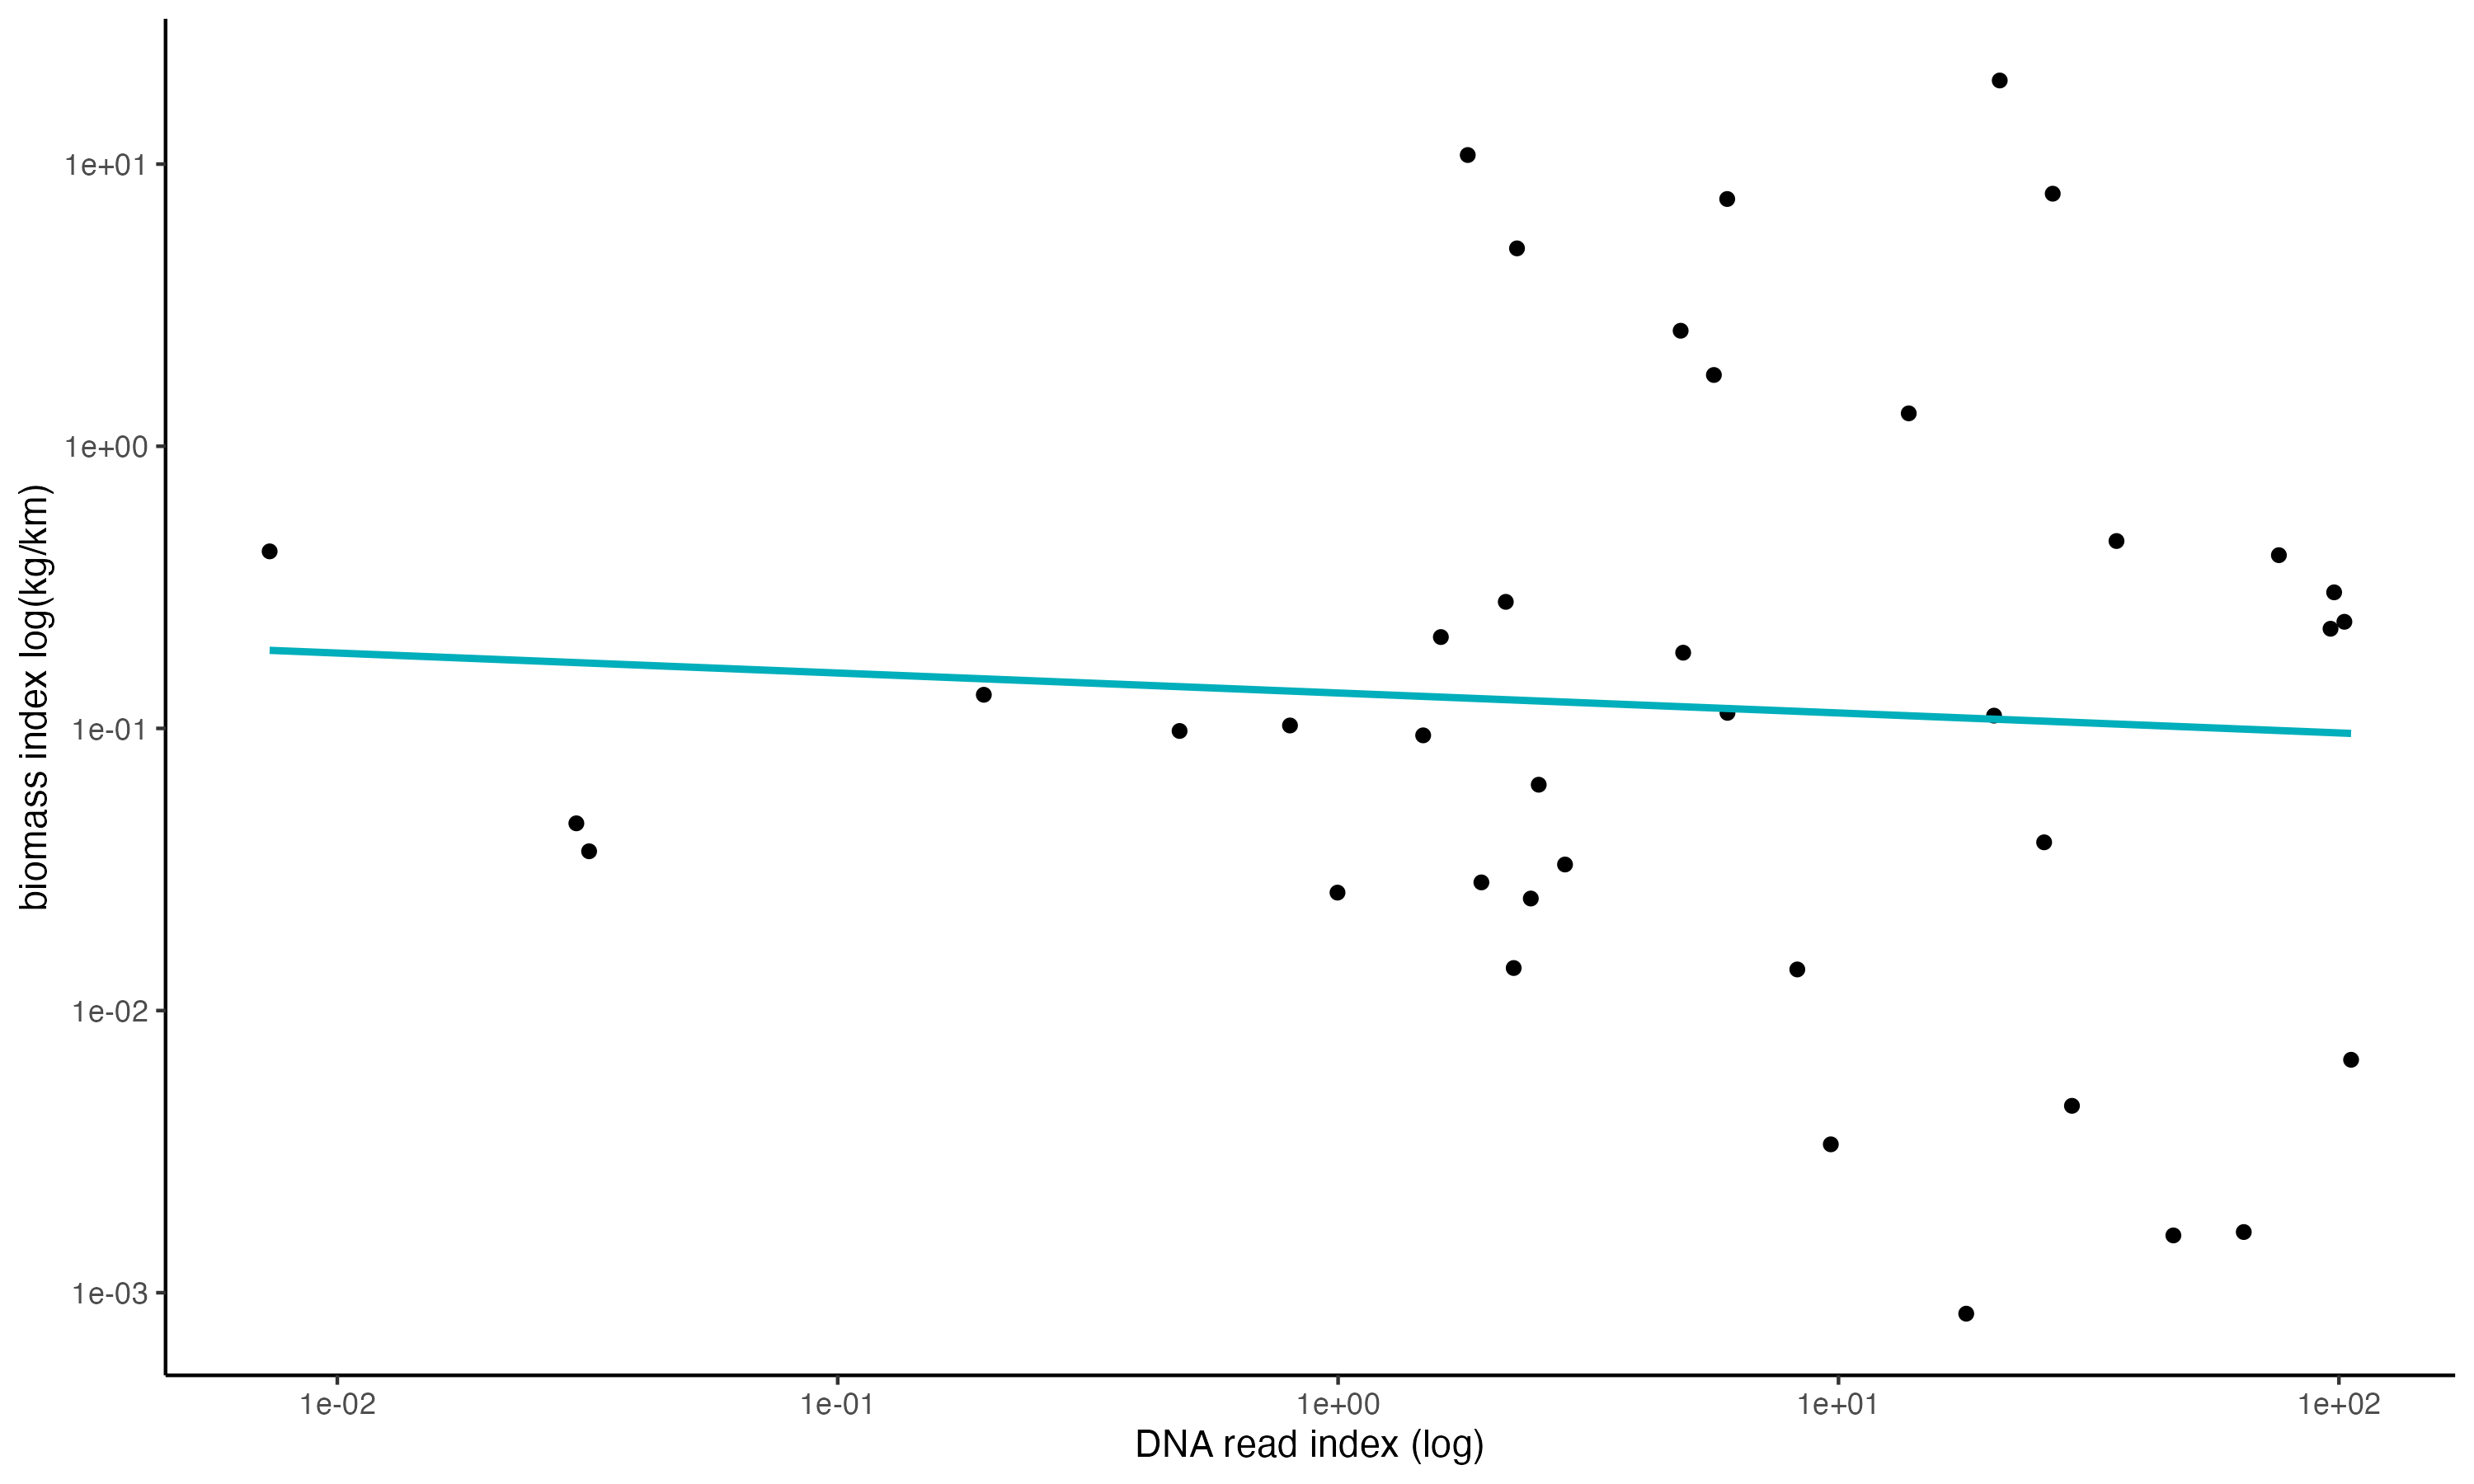 biomass index log(kg/km)
1e+01
1e+00
1e-01
1e-02
1e-03
1e-02 1e-01 1e+00 1e+01 1e+02
DNA read index (log)